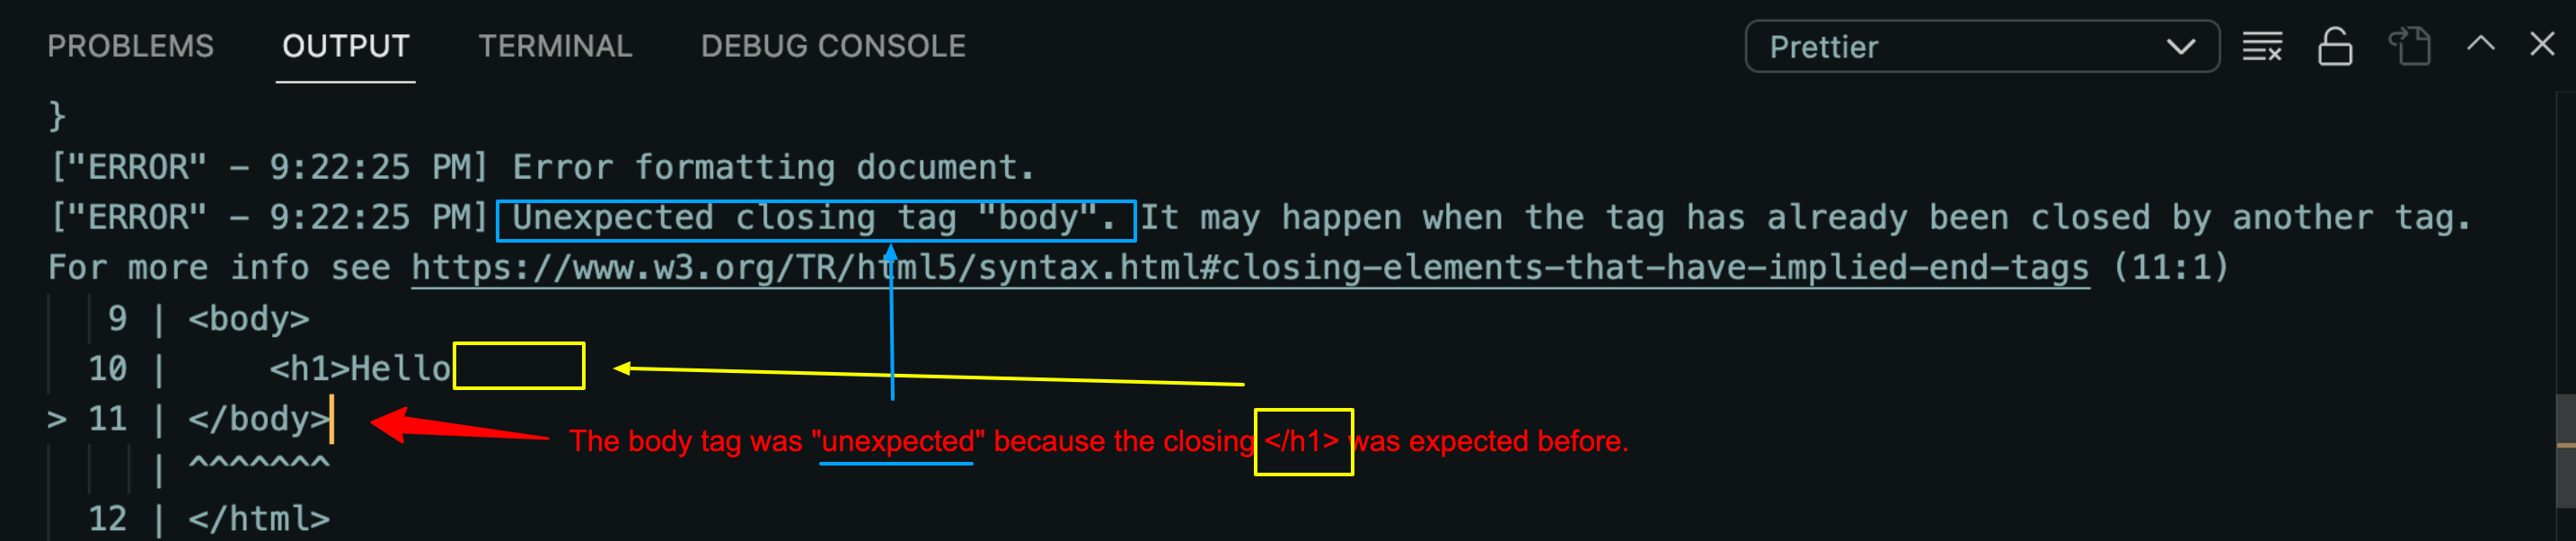 PROBLEMS OUTPUT TERMINAL DEBUG CONSOLE Prettier
}
["ERROR" - 9:22:25 PM] Error formatting document.
["ERROR" - 9:22:25 PM] Unexpected closing tag "body". It may happen when the tag has already been closed by another tag.
For more info see https://www.w3.org/TR/html5/syntax.html#closing-elements-that-have-implied-end-tags (11:1)
9 | <body>
10 |     <h1>Hello
> 11 | </body>
The body tag was "unexpected" because the closing </h1> was expected before.
| ^^^^^^^
12 | </html>